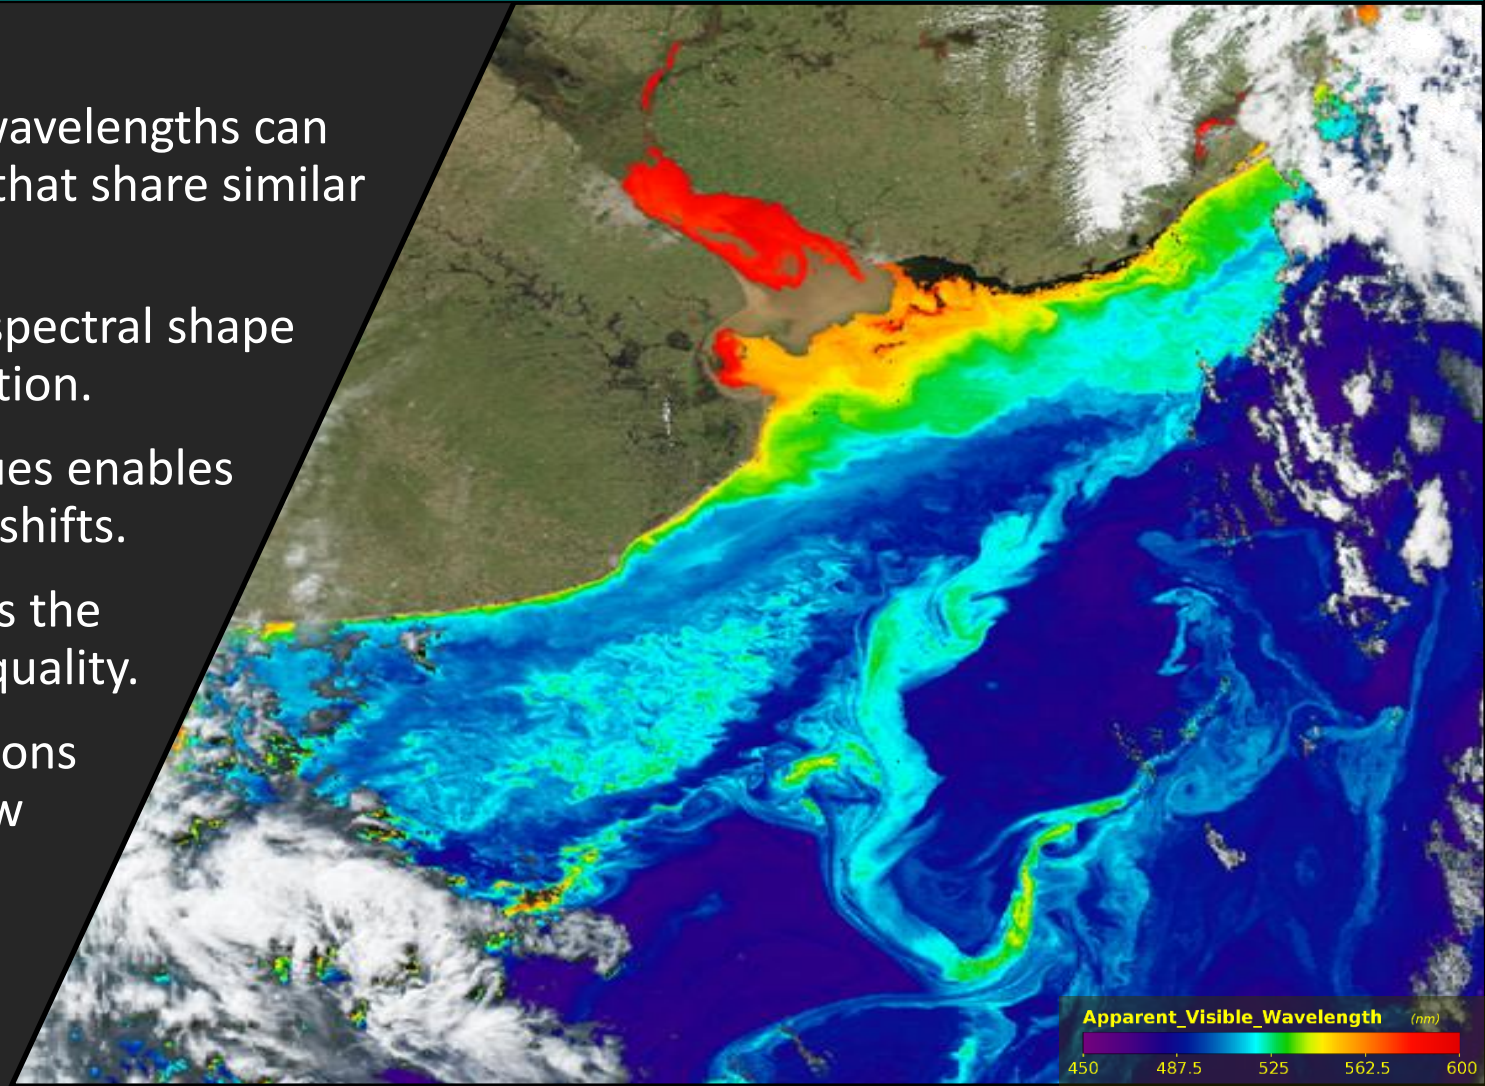 wavelengths can
that share similar
spectral shape
tion.
ues enables
shifts.
s the
quality.
ons
w
Apparent_Visible_Wavelength (nm)
450 487.5 525 562.5 600